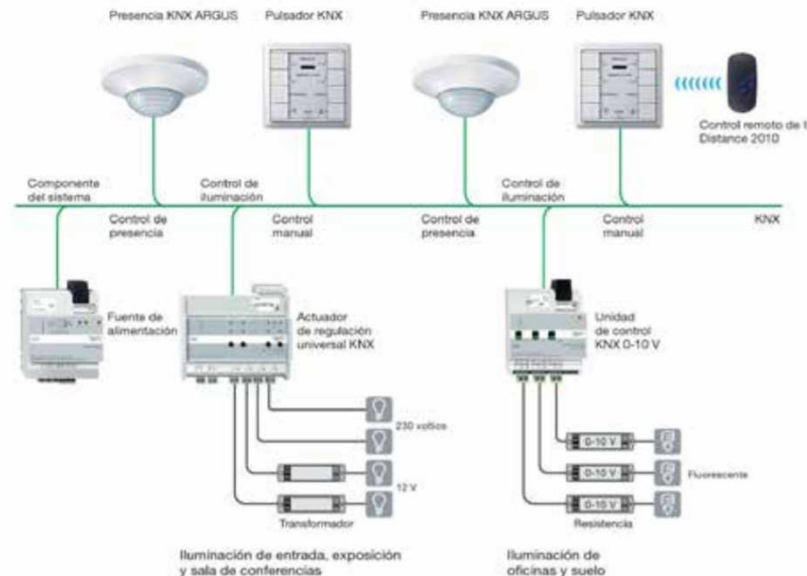 Presencia KNX ARGUS
Pulsador KNX
Presencia KNX ARGUS
Pulsador KNX
Control remoto de I
Distance 2010
Componente
del sistema
Control de
iluminación
Control de
iluminación
Control de
presencia
Control
manual
Control de
presencia
Control
manual
KNX
Fuente de
alimentación
Actuador
de regulación
universal KNX
Unidad
de control
KNX 0-10 V
230 voltios
12 V
Transformador
0-10 V
0-10 V
0-10 V
Fluorescente
Resistencia
Iluminación de entrada, exposición
y sala de conferencias
Iluminación de
oficinas y suelo